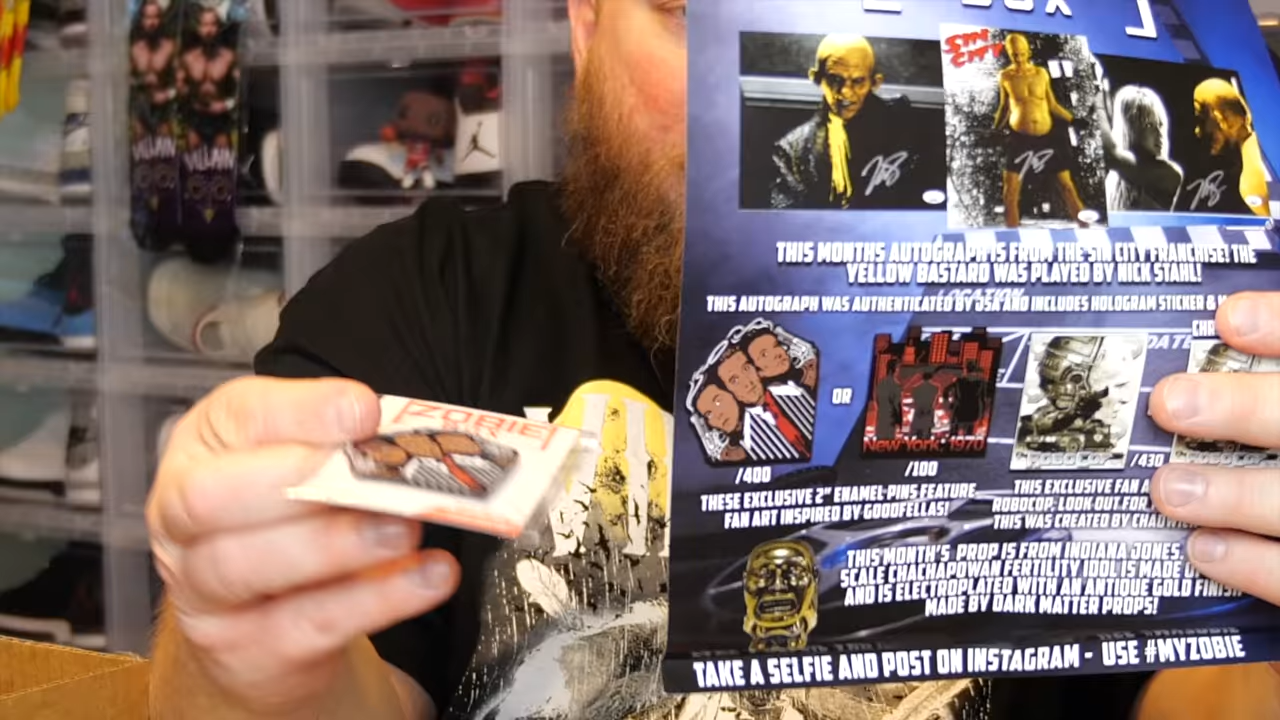 BOX
SIN
CITY
THIS MONTHS AUTOGRAPH IS FROM THE SIN CITY FRANCHISE! THE
YELLOW BASTARD WAS PLAYED BY NICK STAHL!
THIS AUTOGRAPH WAS AUTHENTICATED BY JSA AND INCLUDES HOLOGRAM STICKER &
OR
New York, 1970
ROBOCOP
/400
/100
/430
THESE EXCLUSIVE 2" ENAMEL PINS FEATURE
FAN ART INSPIRED BY GOODFELLAS!
THIS EXCLUSIVE FAN A
ROBOCOP. LOOK OUT FOR
THIS WAS CREATED BY
THIS MONTH'S PROP IS FROM INDIANA JONES.
SCALE CHACHAPOWAN FERTILITY IDOL IS MADE
AND IS ELECTROPLATED WITH AN ANTIQUE GOLD FINISH
MADE BY DARK MATTER PROPS!
TAKE A SELFIE AND POST ON INSTAGRAM - USE #MYZOBIE
ZOBIE
VILLAIN
VILLAIN